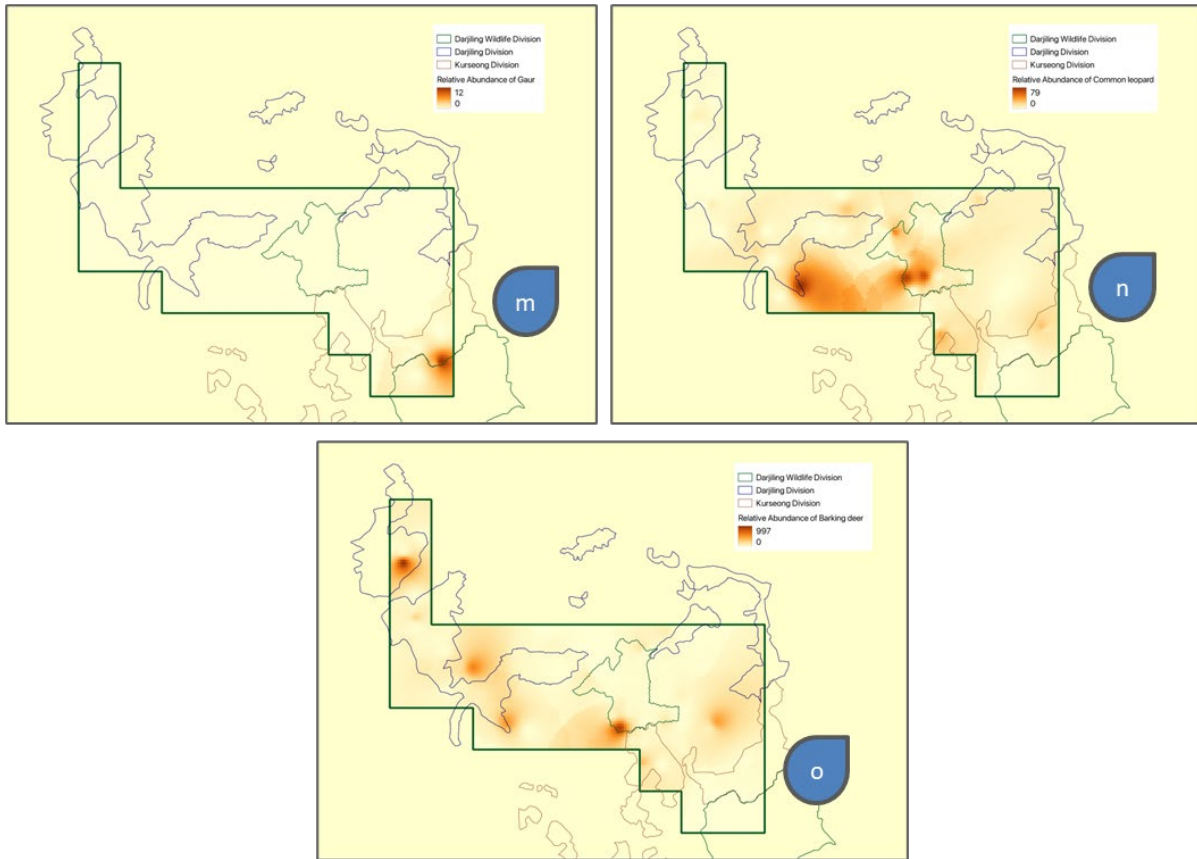 Darjiling Wildlife Division
Darjiling Division
Kurseong Division
Relative Abundance of Gaur
12
0
m
Darjiling Wildlife Division
Darjiling Division
Kurseong Division
Relative Abundance of Common leopard
79
0
n
Darjiling Wildlife Division
Darjiling Division
Kurseong Division
Relative Abundance of Barking deer
997
0
o